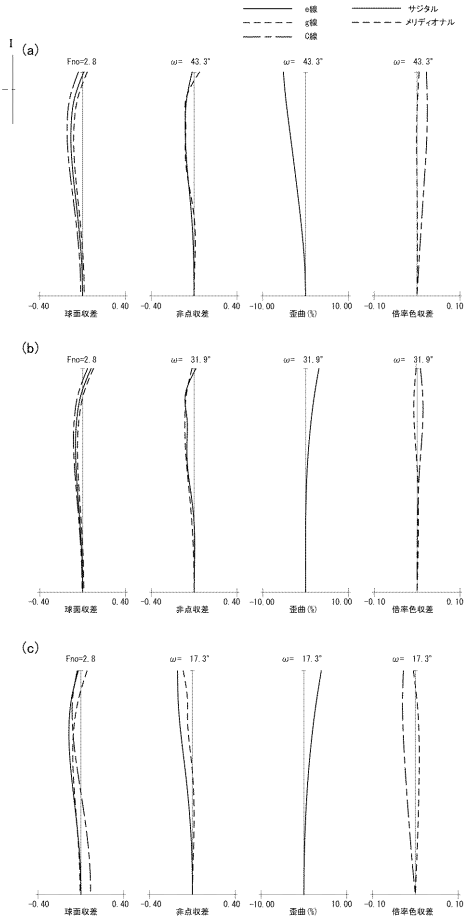 e線 サジタル
g線 メリディオナル
C線
I
(a)
Fno=2.8 ω= 43.3° ω= 43.3° ω= 43.3°
-0.40 0.40 -0.40 0.40 -10.00 10.00 -0.10 0.10
球面収差 非点収差 歪曲(%) 倍率色収差
(b)
Fno=2.8 ω= 31.9° ω= 31.9° ω= 31.9°
-0.40 0.40 -0.40 0.40 -10.00 10.00 -0.10 0.10
球面収差 非点収差 歪曲(%) 倍率色収差
(c)
Fno=2.8 ω= 17.3° ω= 17.3° ω= 17.3°
-0.40 0.40 -0.40 0.40 -10.00 10.00 -0.10 0.10
球面収差 非点収差 歪曲(%) 倍率色収差